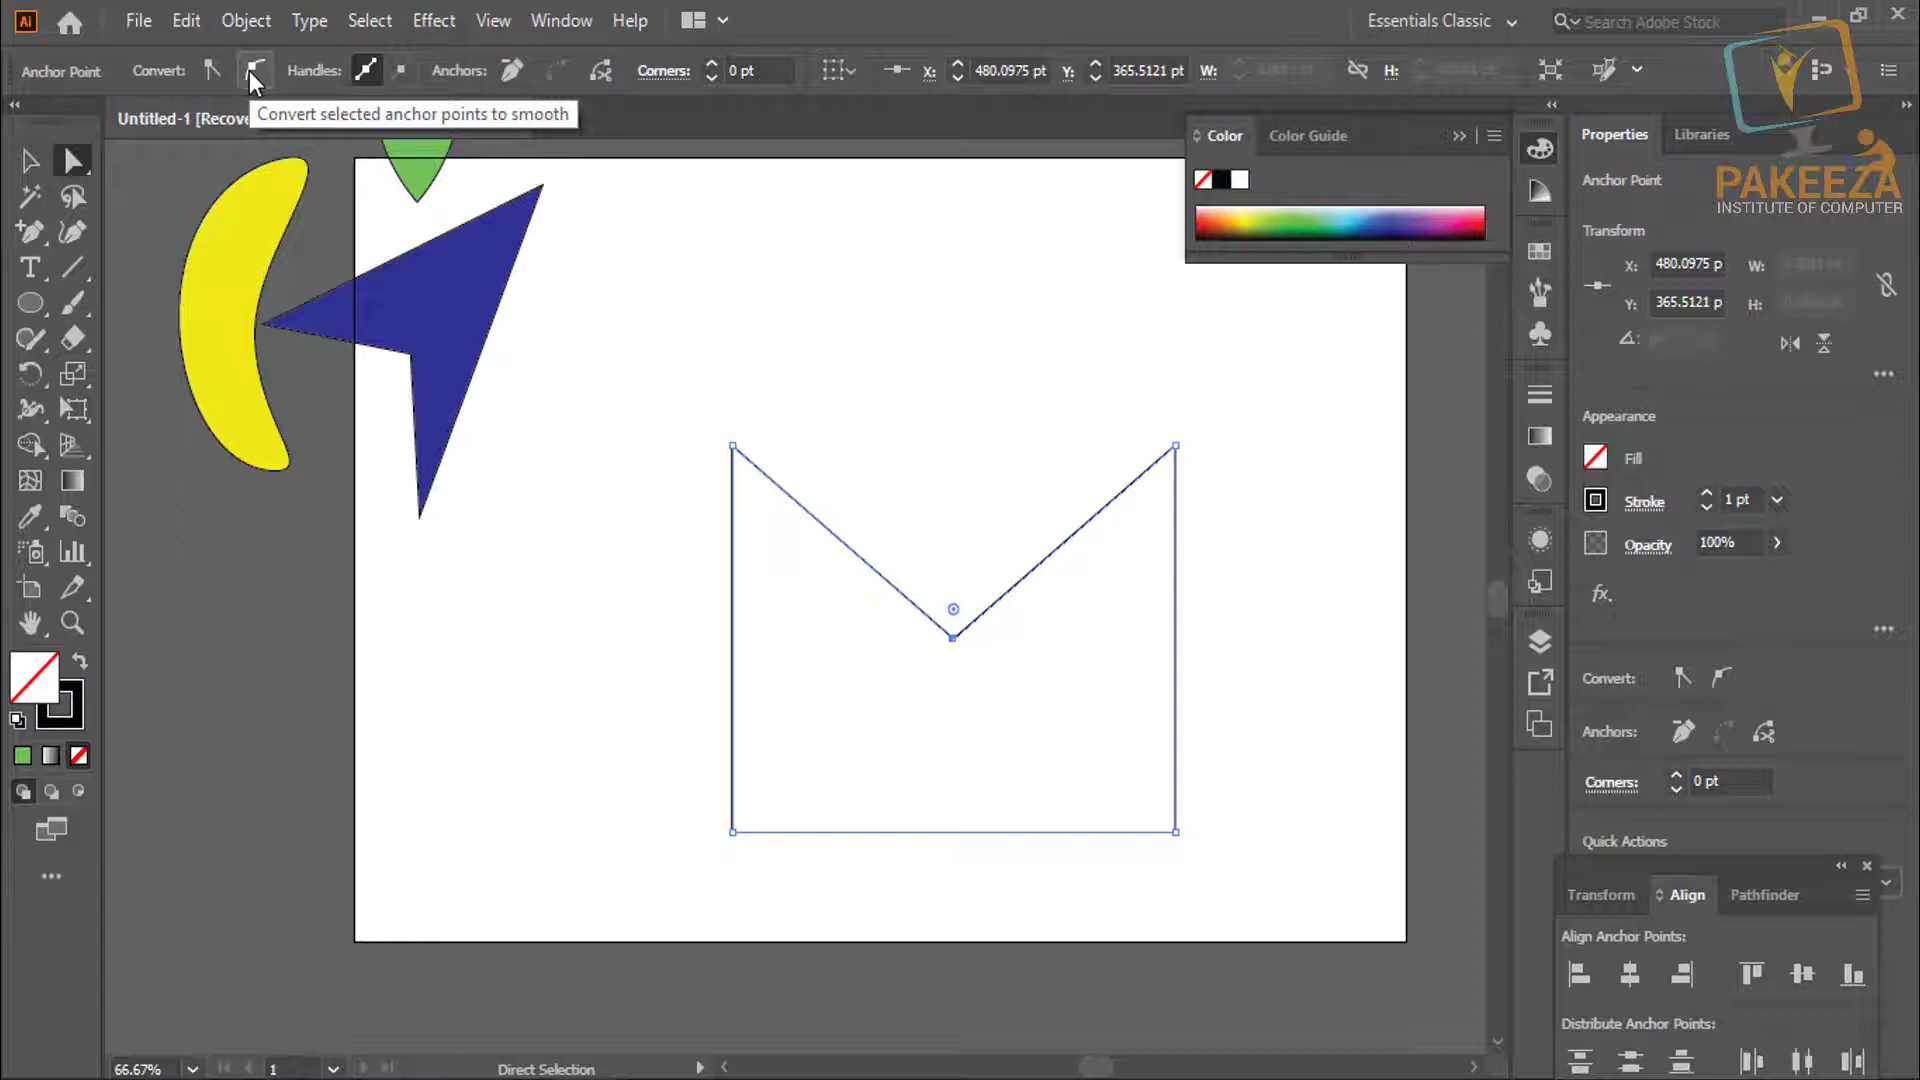 Ai
File
Edit
Object
Type
Select
Effect
View
Window
Help
Essentials Classic
Search Adobe Stock
Anchor Point
Convert:
Handles:
Anchors:
Corners:
0 pt
X:
480.0975 pt
Y:
365.5121 pt
W:
H:
Convert selected anchor points to smooth
Untitled-1 [Recove
Color
Color Guide
Properties
Libraries
PAKEEZA
INSTITUTE OF COMPUTER
Anchor Point
Transform
X:
480.0975 p
W:
Y:
365.5121 p
H:
Appearance
Fill
Stroke
1 pt
Opacity
100%
fx.
Convert:
Anchors:
Corners:
0 pt
Quick Actions
Transform
Align
Pathfinder
Align Anchor Points:
Distribute Anchor Points:
66.67%
1
Direct Selection